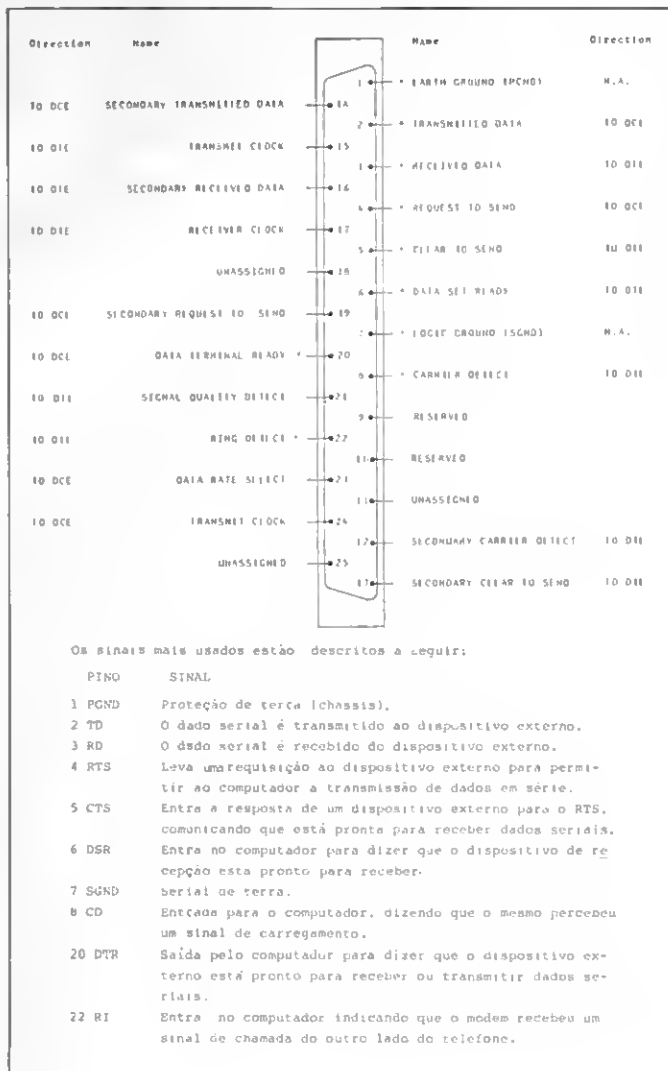 Direction Name Name Direction
1 * EARTH GROUND (PGND) N.A.
TO DCE SECONDARY TRANSMITTED DATA 14
2 * TRANSMITTED DATA TO DCE
TO DTE TRANSMIT CLOCK 15
3 * RECEIVED DATA TO DTE
TO DTE SECONDARY RECEIVED DATA 16
4 * REQUEST TO SEND TO DCE
TO DTE RECEIVER CLOCK 17
5 * CLEAR TO SEND TO DTE
UNASSIGNED 18
6 * DATA SET READY TO DTE
TO DCE SECONDARY REQUEST TO SEND 19
7 * LOGIC GROUND (SGND) N.A.
TO DCE DATA TERMINAL READY * 20
8 * CARRIER DETECT TO DTE
TO DTE SIGNAL QUALITY DETECT 21
9 RESERVED
TO DTE RING DETECT * 22
RESERVED
TO DCE DATA RATE SELECT 23
11 UNASSIGNED
TO DCE TRANSMIT CLOCK 24
12 SECONDARY CARRIER DETECT TO DTE
UNASSIGNED 25
13 SECONDARY CLEAR TO SEND TO DTE
Os sinais mais usados estão descritos a seguir:
PINO SINAL
1 PGND Proteção de terra (chassis).
2 TD O dado serial é transmitido ao dispositivo externo.
3 RD O dado serial é recebido do dispositivo externo.
4 RTS Leva uma requisição ao dispositivo externo para permi-
tir ao computador a transmissão de dados em série.
5 CTS Entra a resposta de um dispositivo externo para o RTS,
comunicando que está pronta para receber dados seriais.
6 DSR Entra no computador para dizer que o dispositivo de re
cepção esta pronto para receber.
7 SGND Serial de terra.
8 CD Entrada para o computador, dizendo que o mesmo percebeu
um sinal de carregamento.
20 DTR Saída pelo computador para dizer que o dispositivo ex-
terno está pronto para receber ou transmitir dados se-
riais.
22 RI Entra no computador indicando que o modem recebeu um
sinal de chamada do outro lado do telefone.